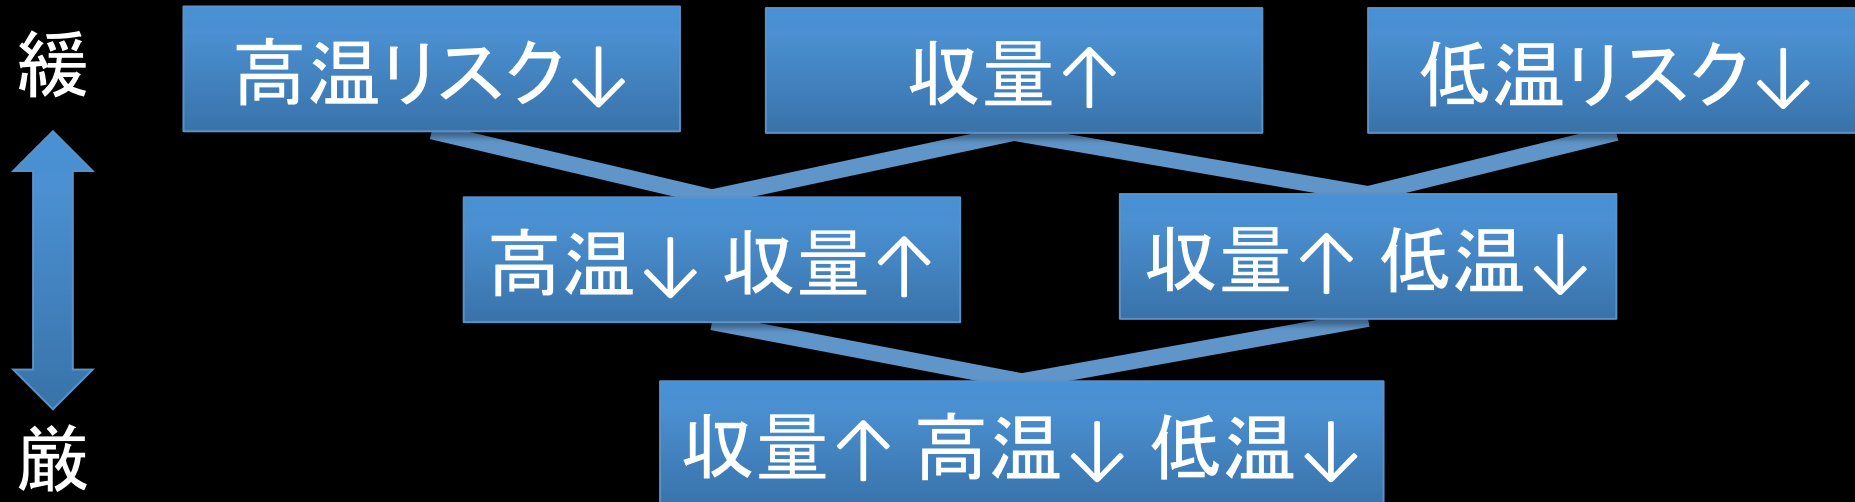 緩
高温リスク↓
収量↑
低温リスク↓
高温↓ 収量↑
収量↑ 低温↓
厳
収量↑ 高温↓ 低温↓